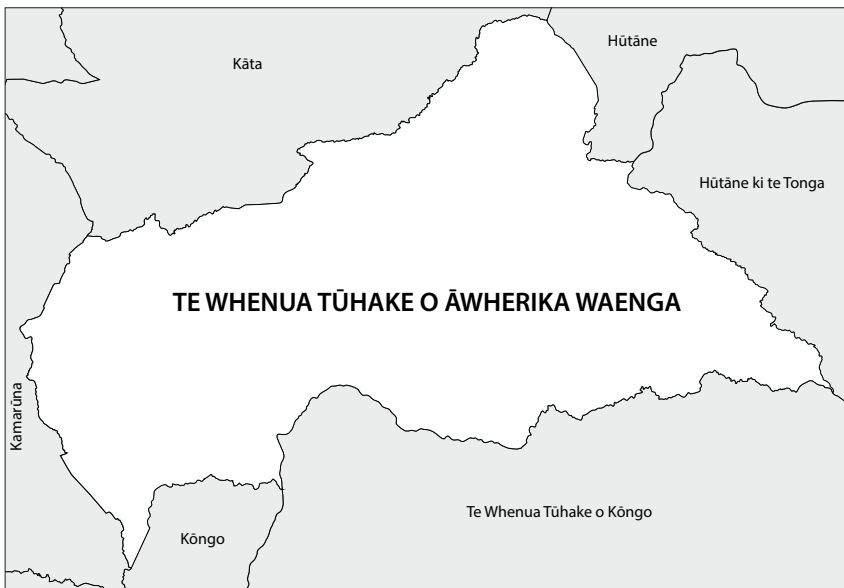 Hūtāne
Kāta
Hūtāne ki te Tonga
TE WHENUA TŪHAKE O ĀWHERIKA WAENGA
Kamarūna
Te Whenua Tūhake o Kōngo
Kōngo